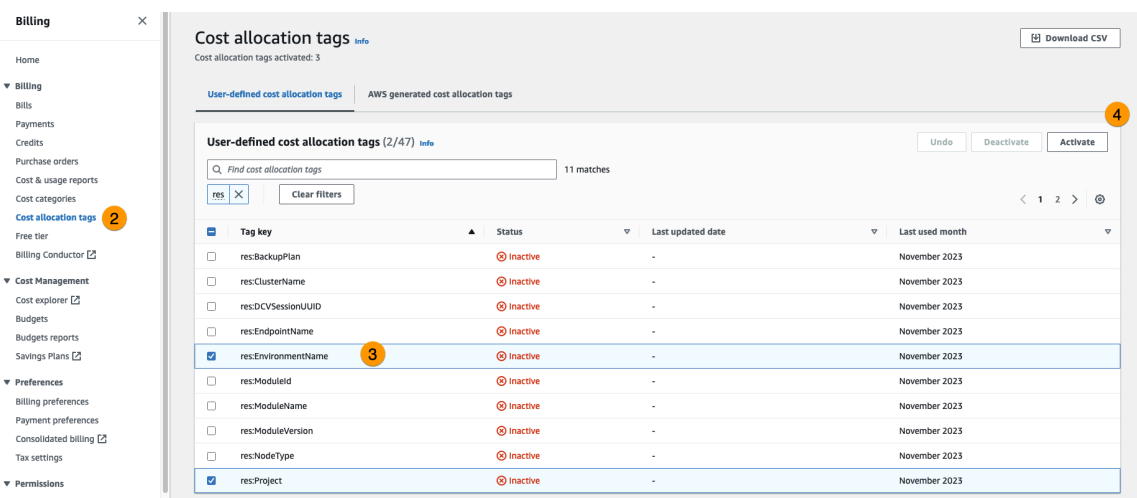 Billing
Home
Billing
Bills
Payments
Credits
Purchase orders
Cost & usage reports
Cost categories
Cost allocation tags 2
Free tier
Billing Conductor
Cost Management
Cost explorer
Budgets
Budgets reports
Savings Plans
Preferences
Billing preferences
Payment preferences
Consolidated billing
Tax settings
Permissions
Cost allocation tags Info
Download CSV
Cost allocation tags activated: 3
User-defined cost allocation tags AWS generated cost allocation tags
4
User-defined cost allocation tags (2/47) Info
Undo Deactivate Activate
Find cost allocation tags 11 matches
res Clear filters
1 2
Tag key Status Last updated date Last used month
res:BackupPlan Inactive - November 2023
res:ClusterName Inactive - November 2023
res:DCVSessionUUID Inactive - November 2023
res:EndpointName Inactive - November 2023
res:EnvironmentName 3 Inactive - November 2023
res:ModuleId Inactive - November 2023
res:ModuleName Inactive - November 2023
res:ModuleVersion Inactive - November 2023
res:NodeType Inactive - November 2023
res:Project Inactive - November 2023